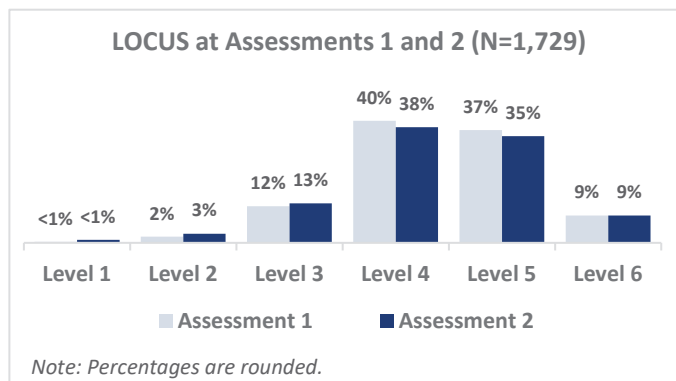 LOCUS at Assessments 1 and 2 (N=1,729)
40% 38% 37% 35%
12% 13% 9% 9%
<1% <1% 2% 3%
Level 1 Level 2 Level 3 Level 4 Level 5 Level 6
Assessment 1 Assessment 2
Note: Percentages are rounded.